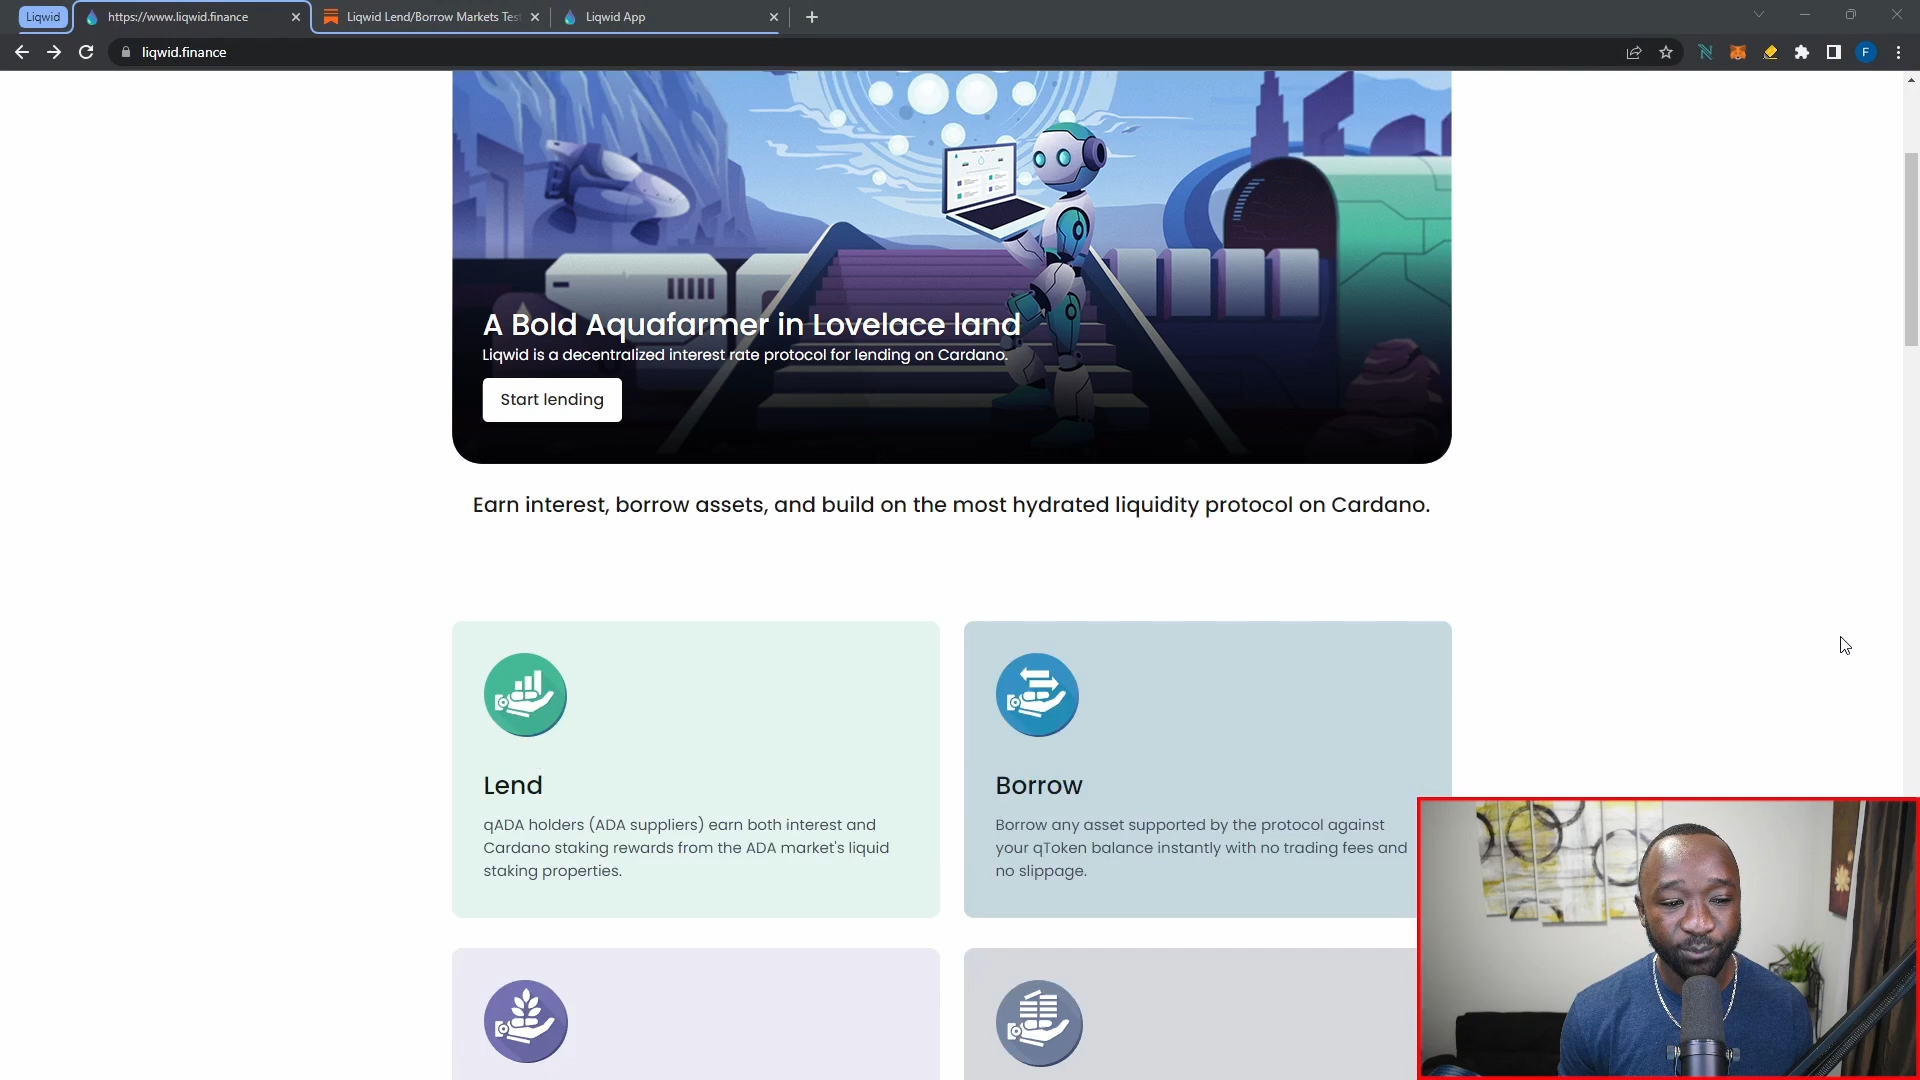 Liqwid
https://www.liqwid.finance
Liqwid Lend/Borrow Markets Test
Liqwid App
liqwid.finance
F
A Bold Aquafarmer in Lovelace land
Liqwid is a decentralized interest rate protocol for lending on Cardano.
Start lending
Earn interest, borrow assets, and build on the most hydrated liquidity protocol on Cardano.
Lend
qADA holders (ADA suppliers) earn both interest and
Cardano staking rewards from the ADA market's liquid
staking properties.
Borrow
Borrow any asset supported by the protocol against
your qToken balance instantly with no trading fees and
no slippage.